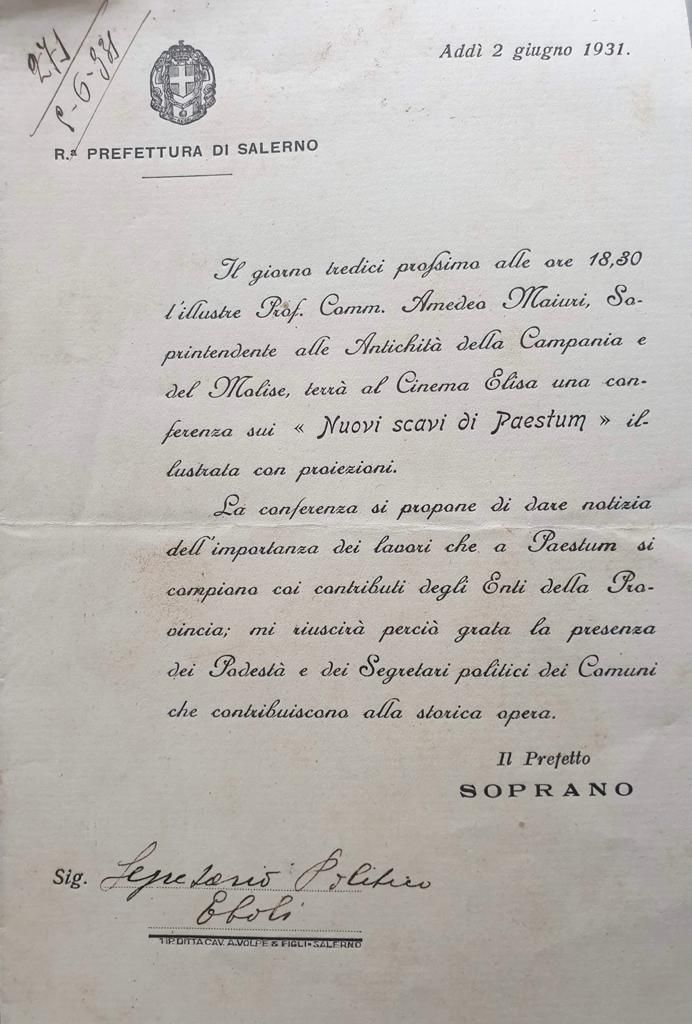 271
5-6-931
Addì 2 giugno 1931.
R.ª PREFETTURA DI SALERNO
Il giorno tredici prossimo alle ore 18,30
l'illustre Prof. Comm. Amedeo Maiuri, So-
printendente alle Antichità della Campania e
del Molise, terrà al Cinema Elisa una con-
ferenza sui « Nuovi scavi di Paestum » il-
lustrata con proiezioni.
La conferenza si propone di dare notizia
dell'importanza dei lavori che a Paestum si
compiono coi contributi degli Enti della Pro-
vincia; mi riuscirà perciò grata la presenza
dei Podestà e dei Segretari politici dei Comuni
che contribuiscono alla storica opera.
Il Prefetto
SOPRANO
Sig. Segretario Politico
Eboli
TIP. DITTA CAV. A. VOLPE & FIGLI - SALERNO